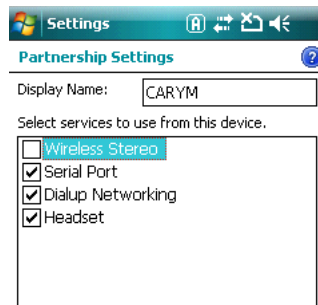 Settings
A
Partnership Settings
?
Display Name: CARYM
Select services to use from this device.
Wireless Stereo
Serial Port
Dialup Networking
Headset